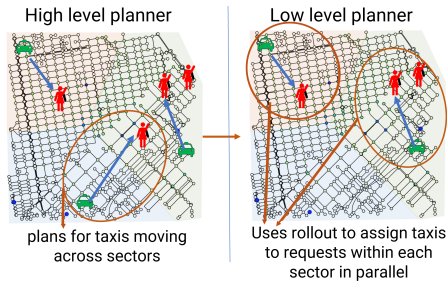 High level planner
Low level planner
plans for taxis moving
across sectors
Uses rollout to assign taxis
to requests within each
sector in parallel